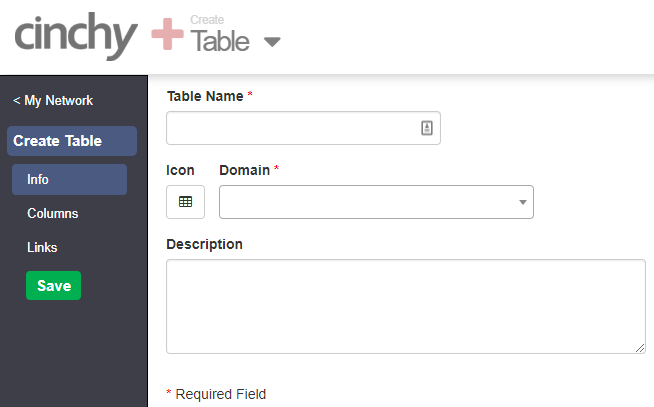 cinchy
Create
Table
< My Network
Create Table
Info
Columns
Links
Save
Table Name *
Icon Domain *
Description
* Required Field